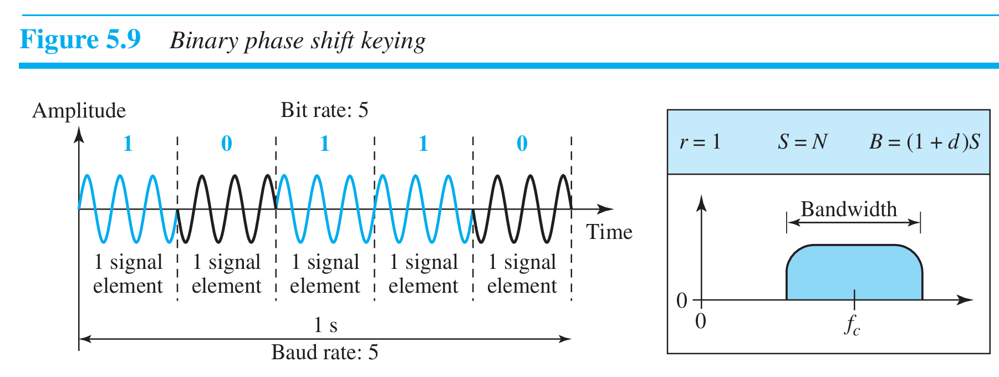 Figure 5.9 Binary phase shift keying
Amplitude
Bit rate: 5
1 0 1 1 0
Time
1 signal element
1 signal element
1 signal element
1 signal element
1 signal element
1 s
Baud rate: 5
r = 1 S = N B = (1 + d)S
Bandwidth
0
0
fc